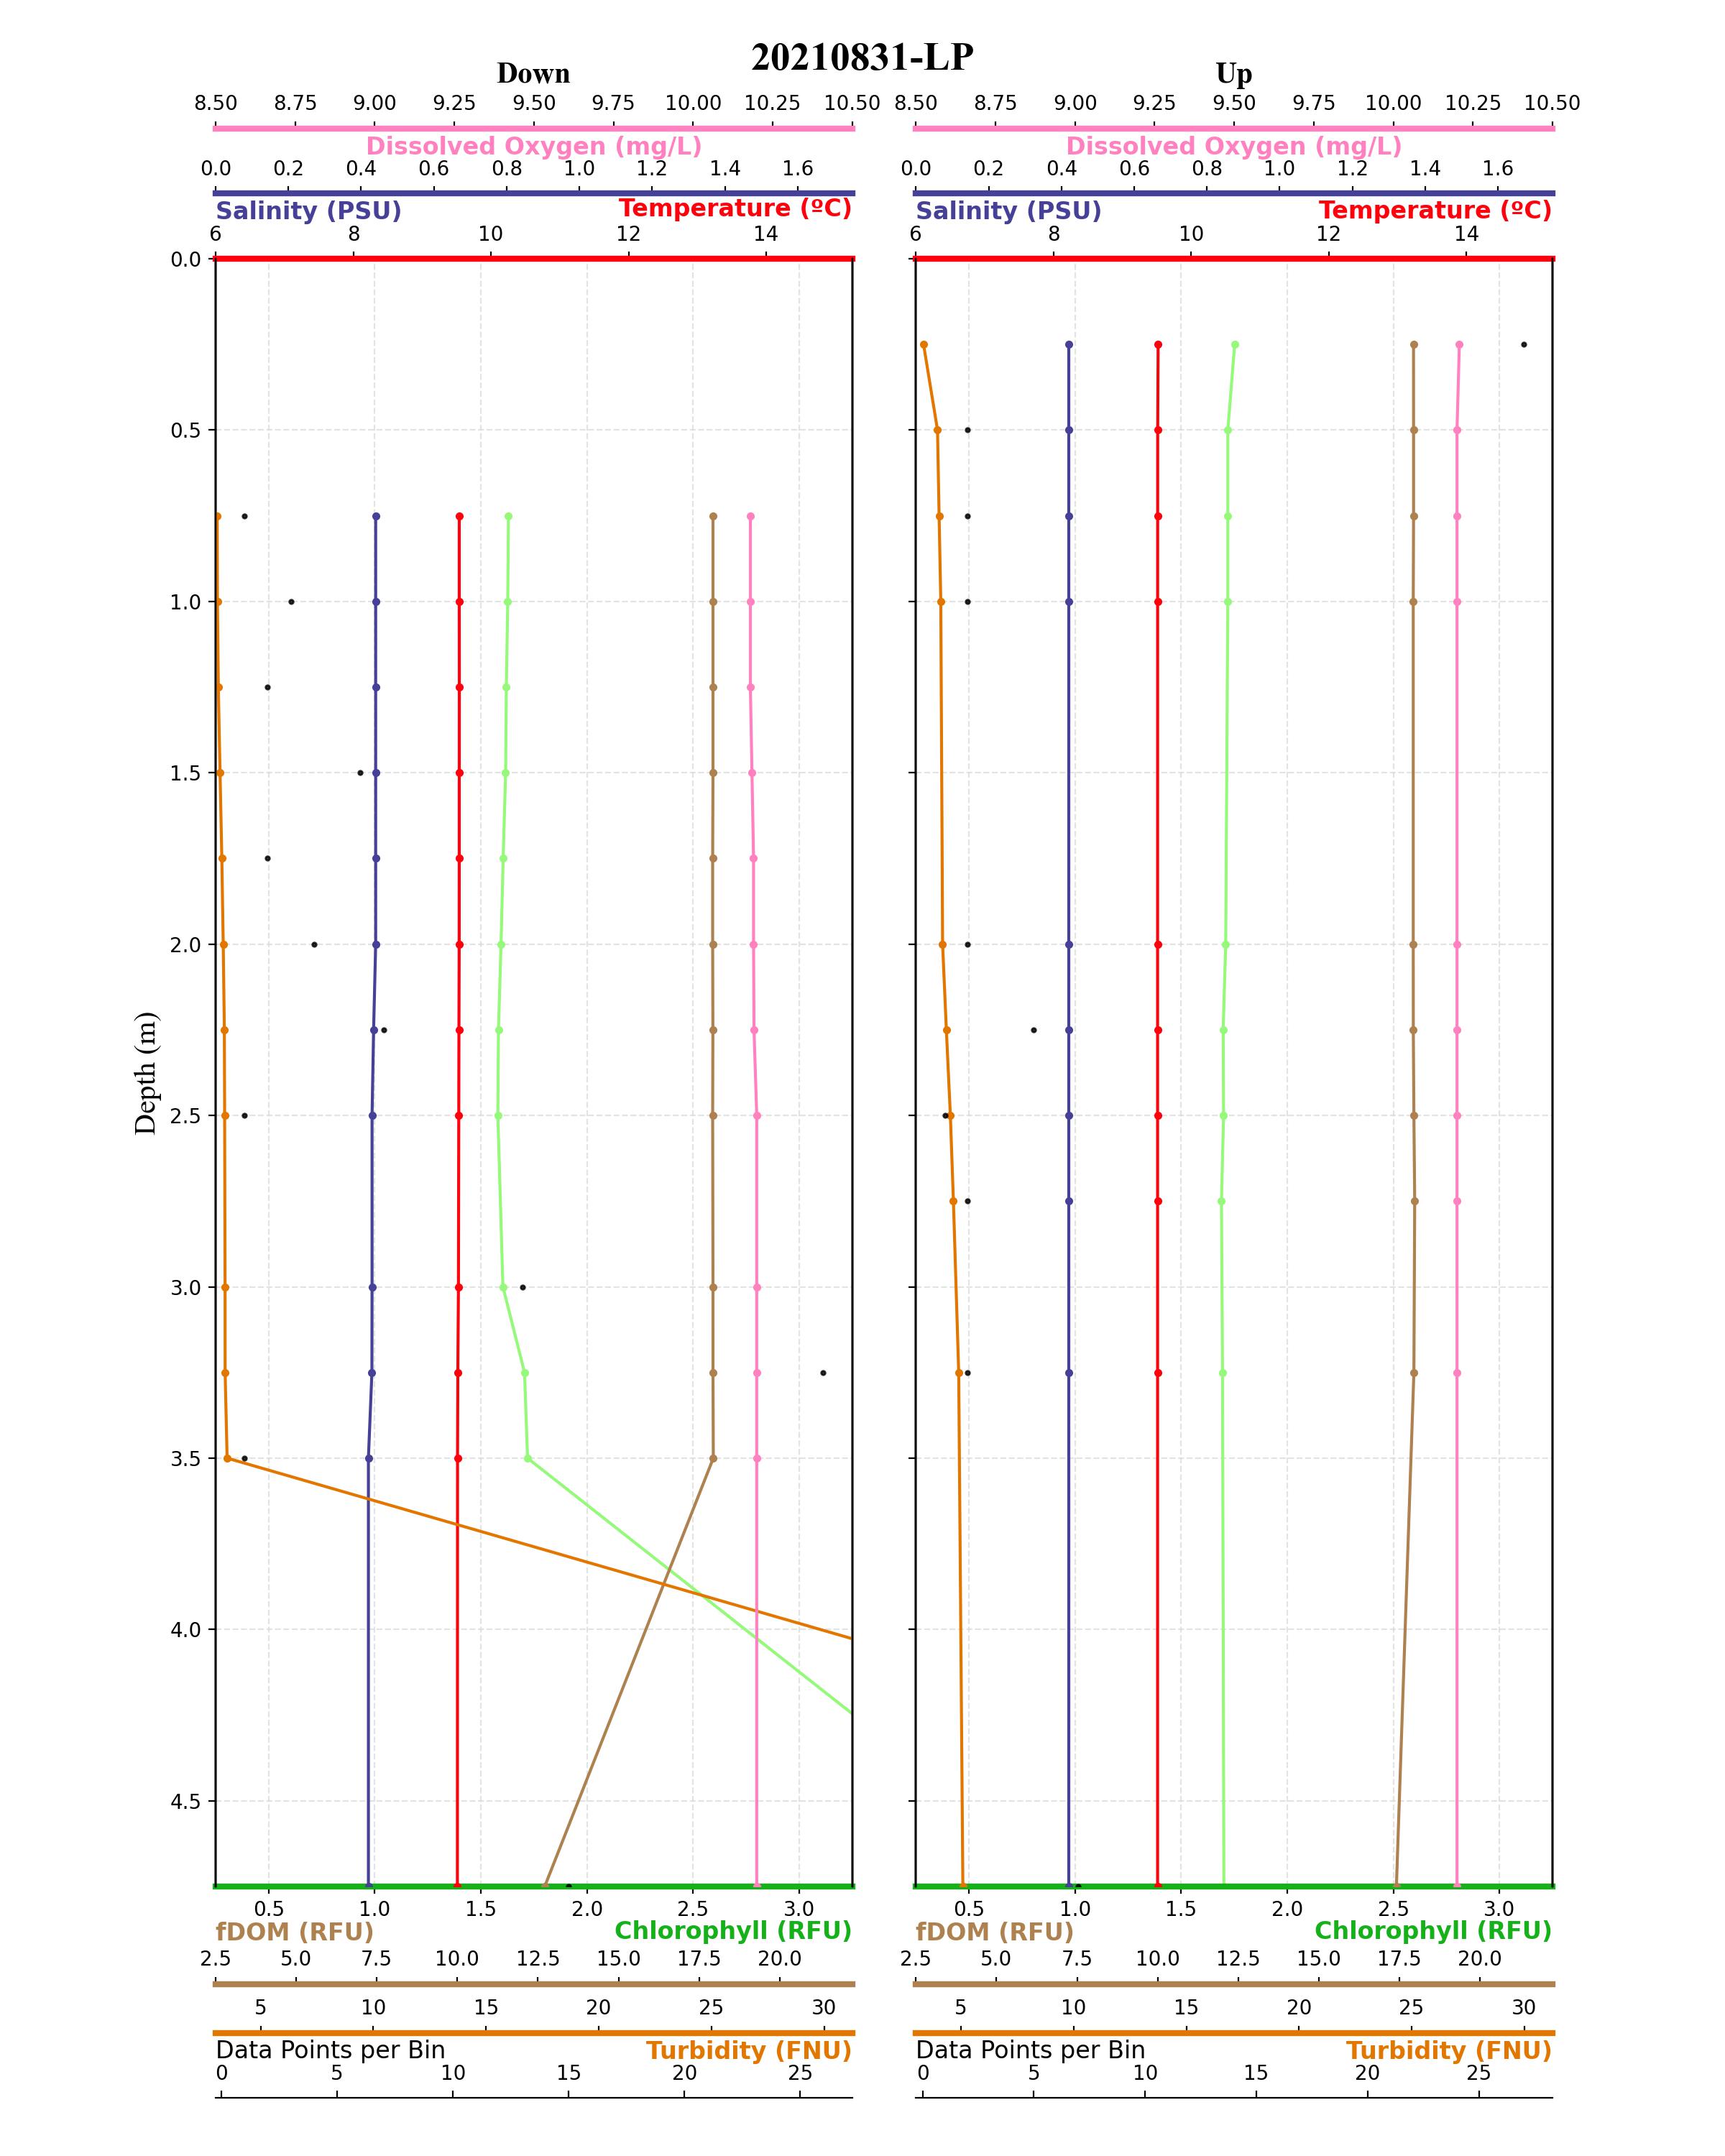 20210831-LP
Down Up
8.50 8.75 9.00 9.25 9.50 9.75 10.00 10.25 10.50 8.50 8.75 9.00 9.25 9.50 9.75 10.00 10.25 10.50
Dissolved Oxygen (mg/L) Dissolved Oxygen (mg/L)
0.0 0.2 0.4 0.6 0.8 1.0 1.2 1.4 1.6 0.0 0.2 0.4 0.6 0.8 1.0 1.2 1.4 1.6
Salinity (PSU) Temperature (ºC) Salinity (PSU) Temperature (ºC)
6 8 10 12 14 6 8 10 12 14
0.0
0.5
1.0
1.5
2.0
Depth (m)
2.5
3.0
3.5
4.0
4.5
0.5 1.0 1.5 2.0 2.5 3.0 0.5 1.0 1.5 2.0 2.5 3.0
fDOM (RFU) Chlorophyll (RFU) fDOM (RFU) Chlorophyll (RFU)
2.5 5.0 7.5 10.0 12.5 15.0 17.5 20.0 2.5 5.0 7.5 10.0 12.5 15.0 17.5 20.0
5 10 15 20 25 30 5 10 15 20 25 30
Data Points per Bin Turbidity (FNU) Data Points per Bin Turbidity (FNU)
0 5 10 15 20 25 0 5 10 15 20 25